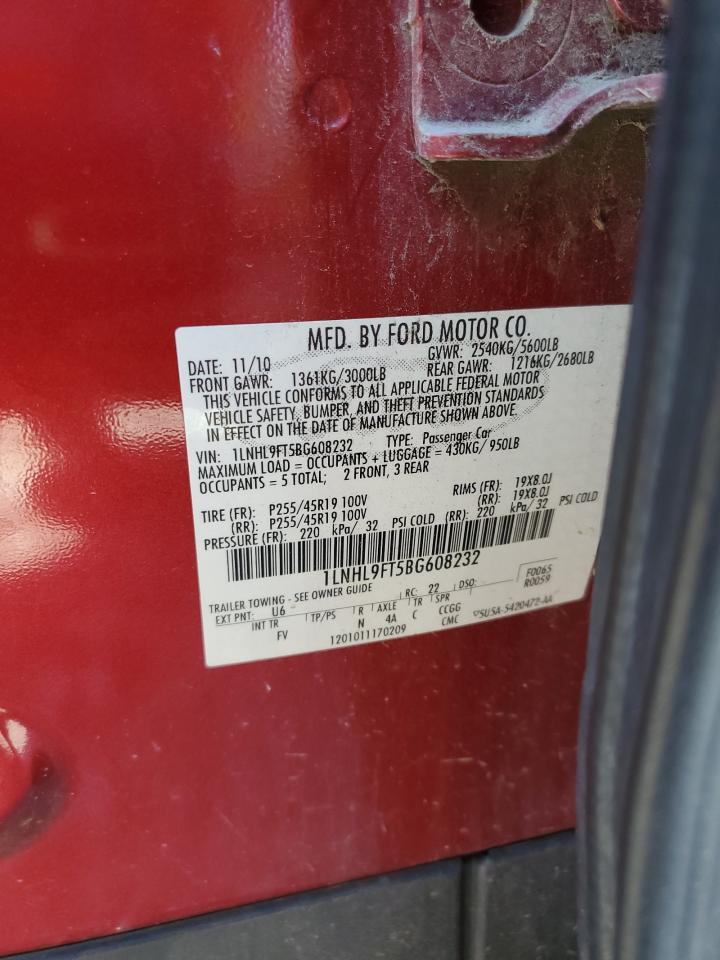 MFD. BY FORD MOTOR CO.
DATE: 11/10 GVWR: 2540KG/5600LB
FRONT GAWR: 1361KG/3000LB REAR GAWR: 1216KG/2680LB
THIS VEHICLE CONFORMS TO ALL APPLICABLE FEDERAL MOTOR
VEHICLE SAFETY, BUMPER, AND THEFT PREVENTION STANDARDS
IN EFFECT ON THE DATE OF MANUFACTURE SHOWN ABOVE.
VIN: 1LNHL9FT5BG608232 TYPE: Passenger Car
MAXIMUM LOAD = OCCUPANTS + LUGGAGE = 430KG/950LB
OCCUPANTS = 5 TOTAL; 2 FRONT, 3 REAR
TIRE (FR): P255/45R19 100V RIMS (FR): 19X8.0J
(RR): P255/45R19 100V (RR): 19X8.0J
PRESSURE (FR): 220 kPa/32 PSI COLD (RR): 220 kPa/32 PSI COLD
1LNHL9FT5BG608232
TRAILER TOWING - SEE OWNER GUIDE F0065
EXT PNT: U6 RC: 22 DSO: R0059
INT TR TP/PS R AXLE TR SPR
FV N 4A C CCGG
1201011170209 CMC 5U5A-5420472-AA